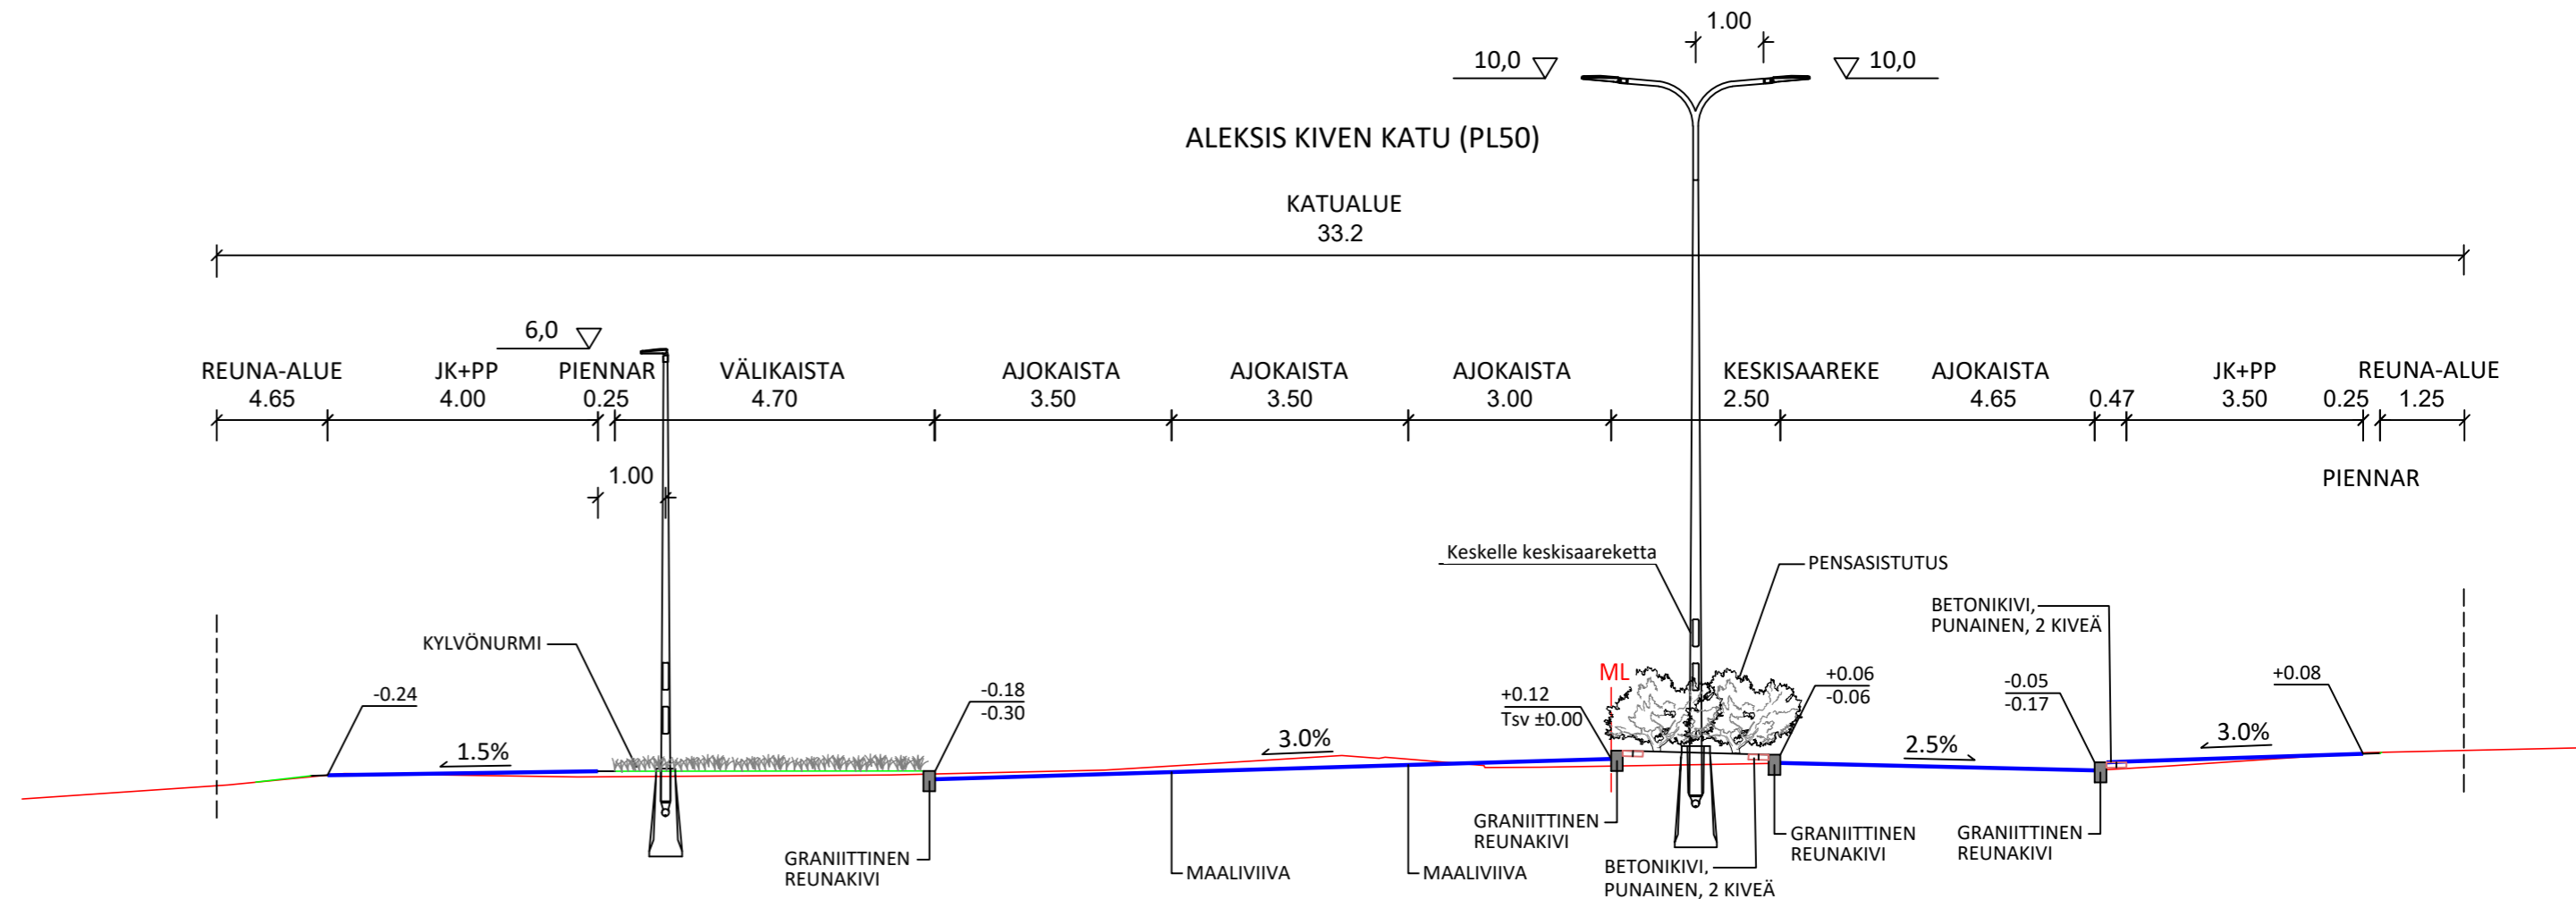 1.00
10,0
10,0
ALEKSIS KIVEN KATU (PL50)
KATUALUE
33.2
6,0
REUNA-ALUE
4.65
JK+PP
4.00
PIENNAR
0.25
VÄLIKAISTA
4.70
AJOKAISTA
3.50
AJOKAISTA
3.50
AJOKAISTA
3.00
KESKISAAREKE
2.50
AJOKAISTA
4.65
0.47
JK+PP
3.50
0.25
REUNA-ALUE
1.25
1.00
PIENNAR
Keskelle keskisaareketta
PENSASISTUTUS
BETONIKIVI,
PUNAINEN, 2 KIVEÄ
KYLVÖNURMI
ML
-0.24
-0.18
-0.30
+0.12
Tsv ±0.00
+0.06
-0.06
-0.05
-0.17
+0.08
1.5%
3.0%
2.5%
3.0%
GRANIITTINEN
REUNAKIVI
MAALIVIIVA
MAALIVIIVA
GRANIITTINEN
REUNAKIVI
BETONIKIVI,
PUNAINEN, 2 KIVEÄ
GRANIITTINEN
REUNAKIVI
GRANIITTINEN
REUNAKIVI